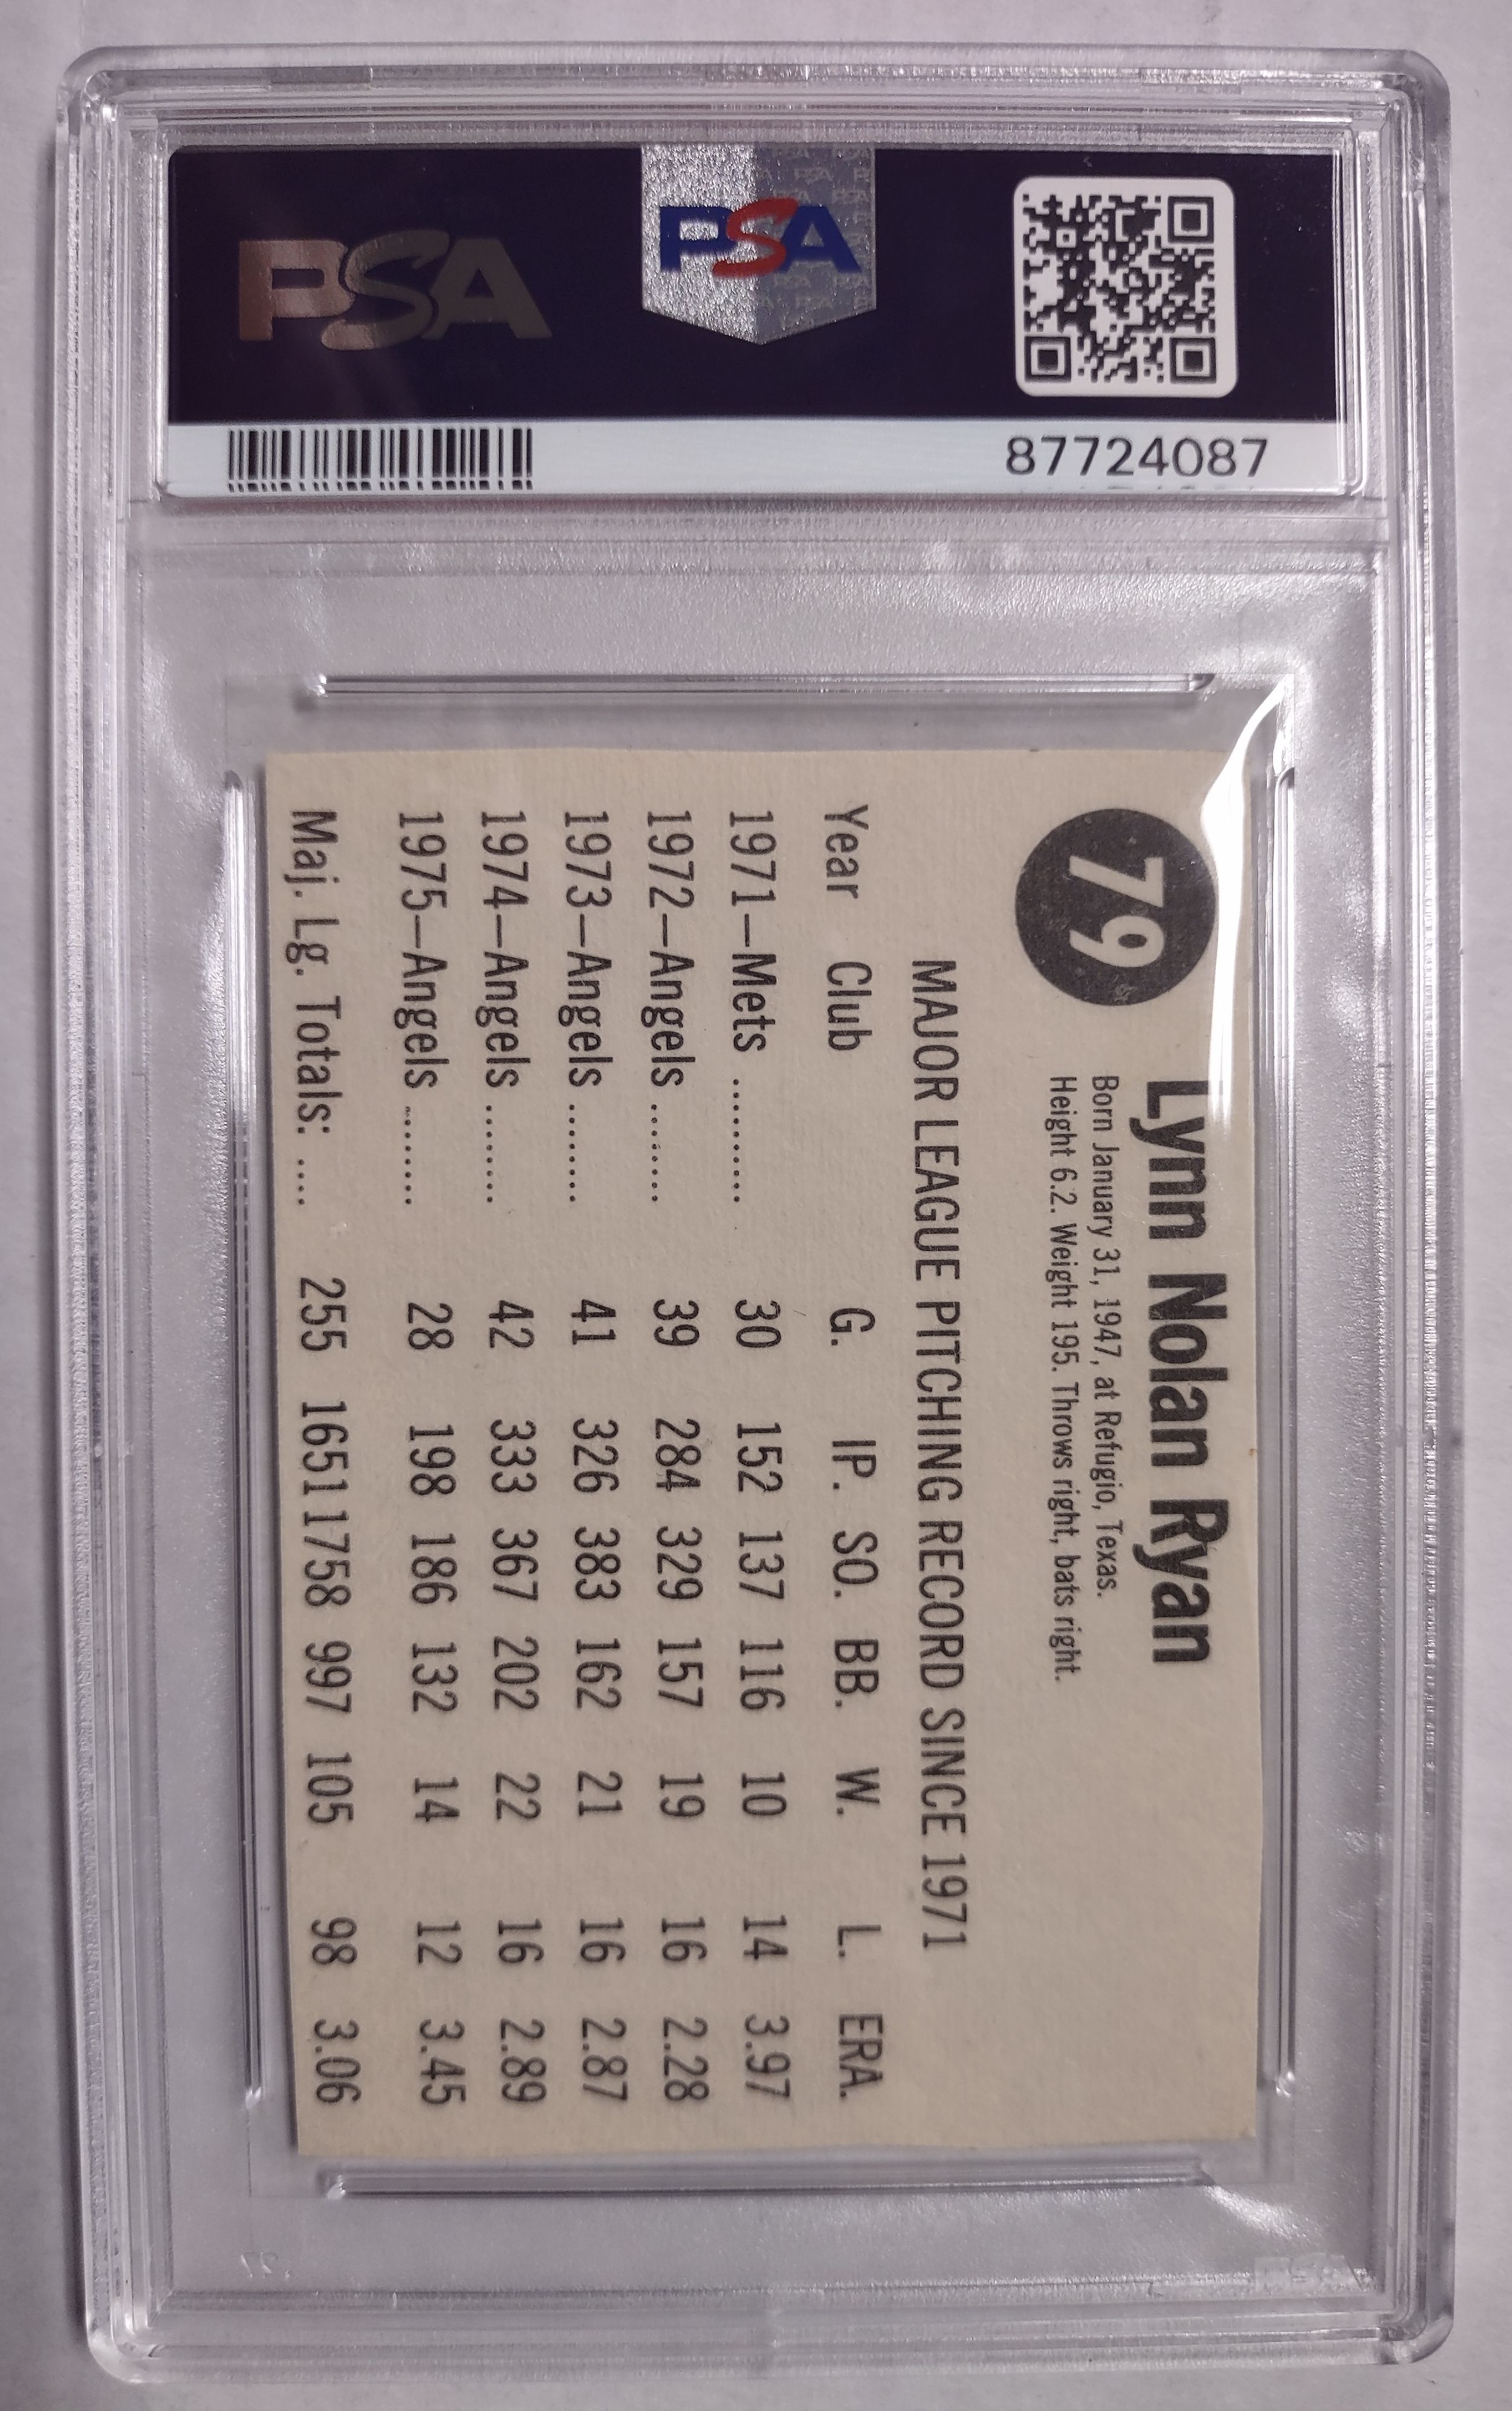 PSA
PSA
87724087
79
Lynn Nolan Ryan
Born January 31, 1947, at Refugio, Texas.
Height 6.2. Weight 195. Throws right, bats right.
MAJOR LEAGUE PITCHING RECORD SINCE 1971
Year Club G. IP. SO. BB. W. L. ERA.
1971—Mets .......... 30 152 137 116 10 14 3.97
1972—Angels ........ 39 284 329 157 19 16 2.28
1973—Angels ........ 41 326 383 162 21 16 2.87
1974—Angels ........ 42 333 367 202 22 16 2.89
1975—Angels ........ 28 198 186 132 14 12 3.45
Maj. Lg. Totals: .... 255 1651 1758 997 105 98 3.06